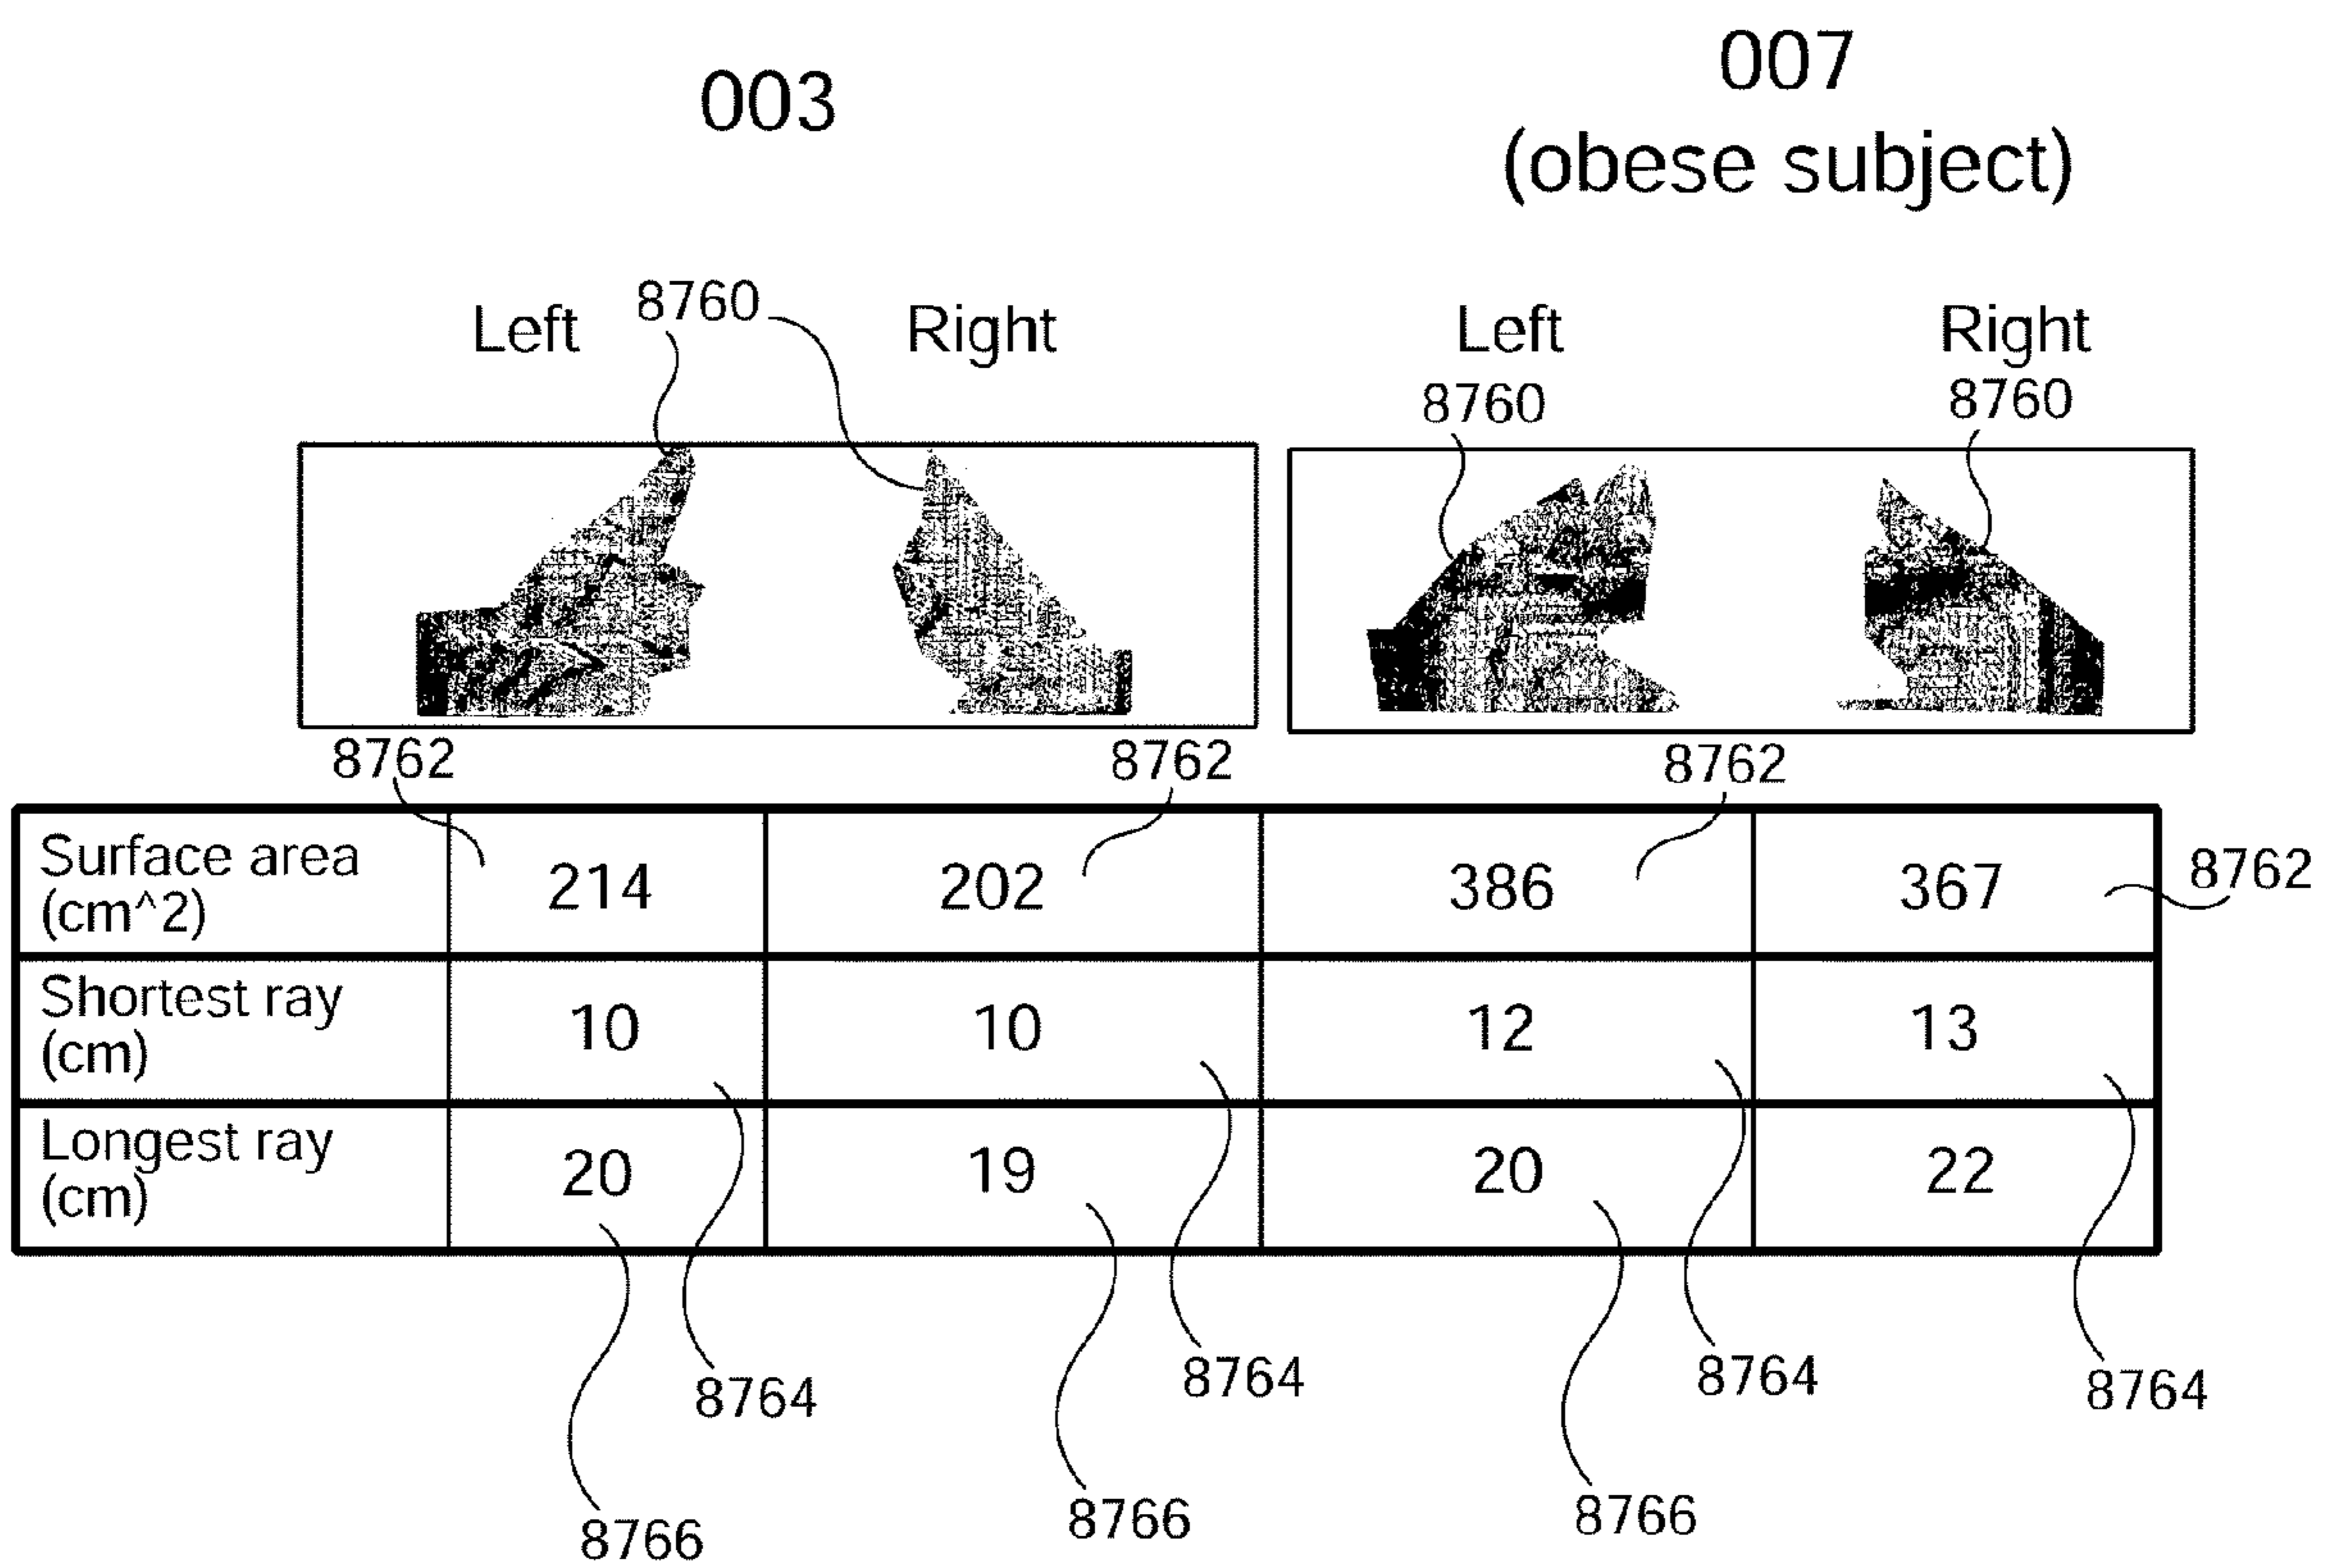 003
007
(obese subject)
Left
8760
Right
Left
8760
Right
8760
8762
8762
8762
Surface area
(cm^2)
214
202
386
367
8762
Shortest ray
(cm)
10
10
12
13
Longest ray
(cm)
20
19
20
22
8764
8764
8764
8764
8766
8766
8766